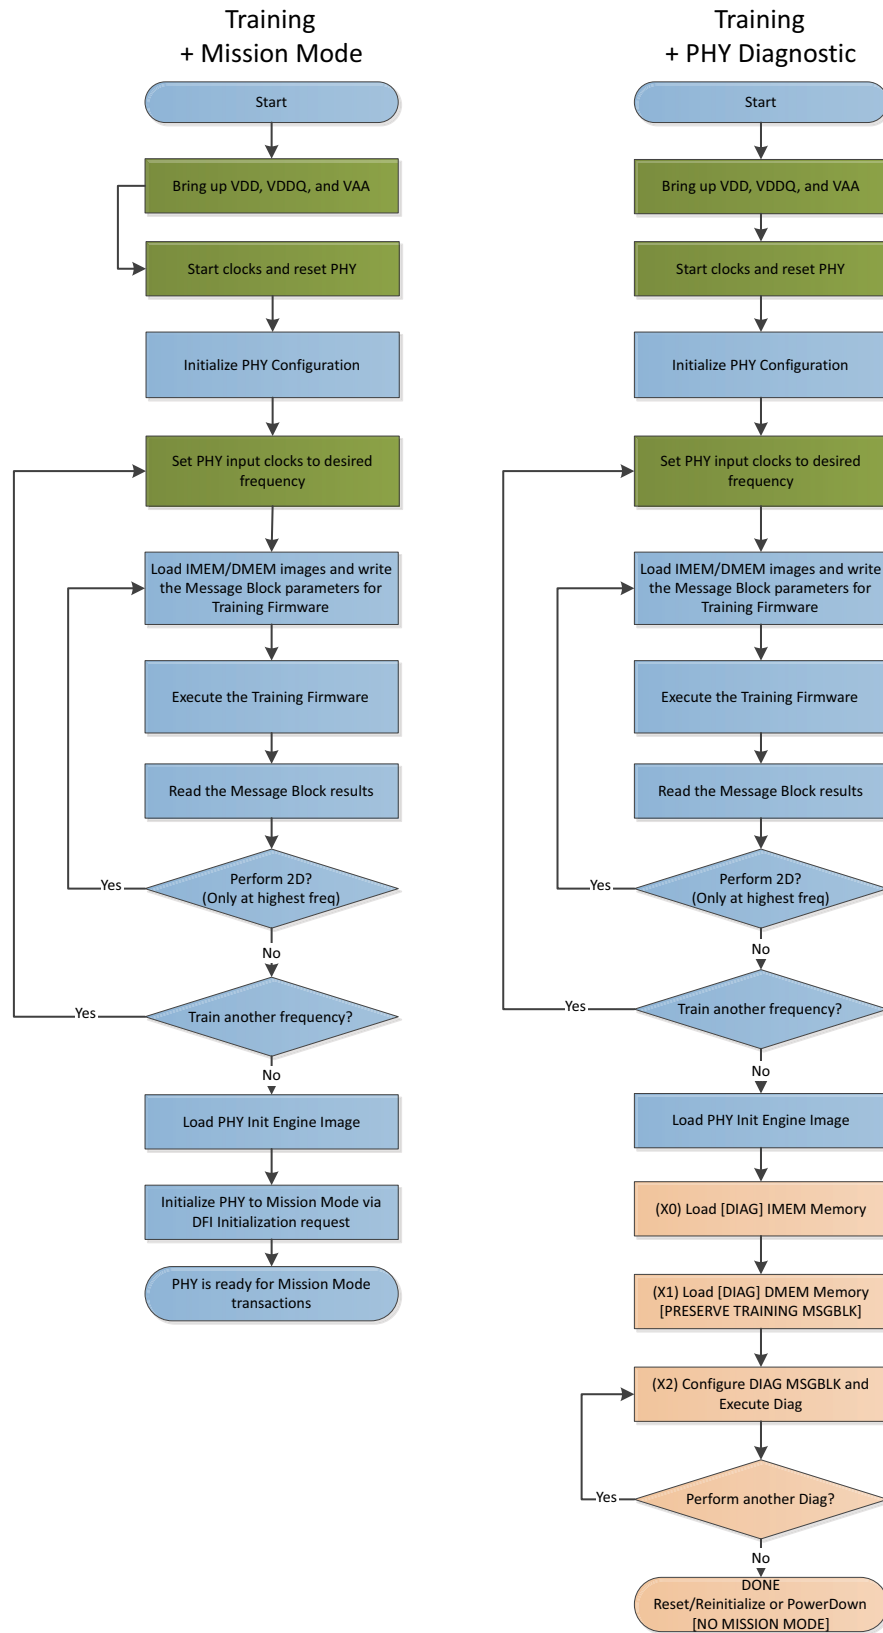 Training
+ Mission Mode
Start
Bring up VDD, VDDQ, and VAA
Start clocks and reset PHY
Initialize PHY Configuration
Set PHY input clocks to desired
frequency
Load IMEM/DMEM images and write
the Message Block parameters for
Training Firmware
Execute the Training Firmware
Read the Message Block results
Perform 2D?
(Only at highest freq)
Yes
No
Train another frequency?
Yes
No
Load PHY Init Engine Image
Initialize PHY to Mission Mode via
DFI Initialization request
PHY is ready for Mission Mode
transactions
Training
+ PHY Diagnostic
Start
Bring up VDD, VDDQ, and VAA
Start clocks and reset PHY
Initialize PHY Configuration
Set PHY input clocks to desired
frequency
Load IMEM/DMEM images and write
the Message Block parameters for
Training Firmware
Execute the Training Firmware
Read the Message Block results
Perform 2D?
(Only at highest freq)
Yes
No
Train another frequency?
Yes
No
Load PHY Init Engine Image
(X0) Load [DIAG] IMEM Memory
(X1) Load [DIAG] DMEM Memory
[PRESERVE TRAINING MSGBLK]
(X2) Configure DIAG MSGBLK and
Execute Diag
Perform another Diag?
Yes
No
DONE
Reset/Reinitialize or PowerDown
[NO MISSION MODE]